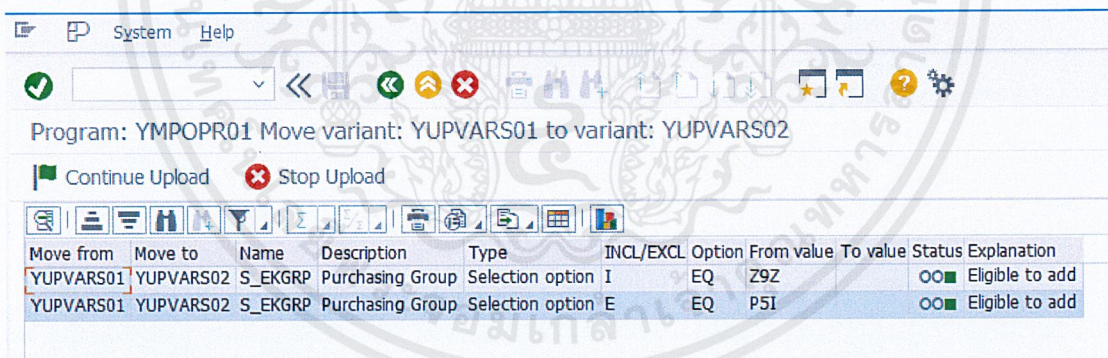 System Help
Program: YMPOPR01 Move variant: YUPVARS01 to variant: YUPVARS02
Continue Upload Stop Upload
Move from Move to Name Description Type INCL/EXCL Option From value To value Status Explanation
YUPVARS01 YUPVARS02 S_EKGRP Purchasing Group Selection option I EQ Z9Z Eligible to add
YUPVARS01 YUPVARS02 S_EKGRP Purchasing Group Selection option E EQ P5I Eligible to add